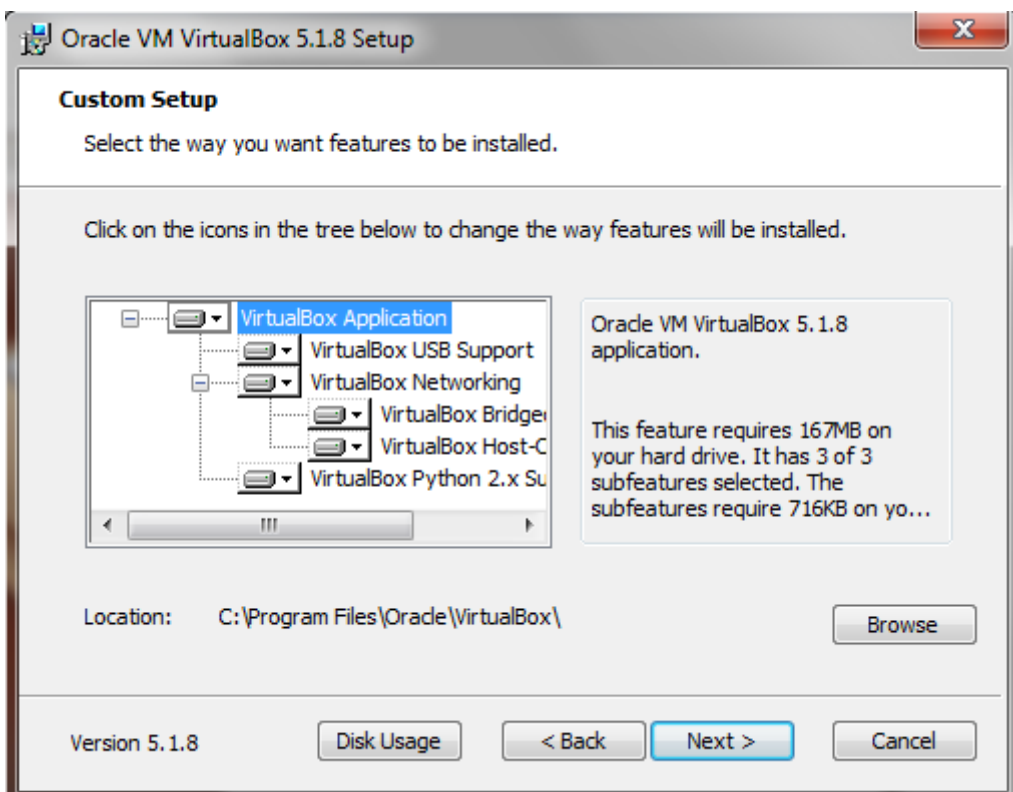 Oracle VM VirtualBox 5.1.8 Setup
Custom Setup
Select the way you want features to be installed.
Click on the icons in the tree below to change the way features will be installed.
VirtualBox Application
VirtualBox USB Support
VirtualBox Networking
VirtualBox Bridge
VirtualBox Host-C
VirtualBox Python 2.x Su
Oracle VM VirtualBox 5.1.8
application.
This feature requires 167MB on
your hard drive. It has 3 of 3
subfeatures selected. The
subfeatures require 716KB on yo...
Location: C:\Program Files\Oracle\VirtualBox\
Browse
Version 5.1.8
Disk Usage
< Back
Next >
Cancel